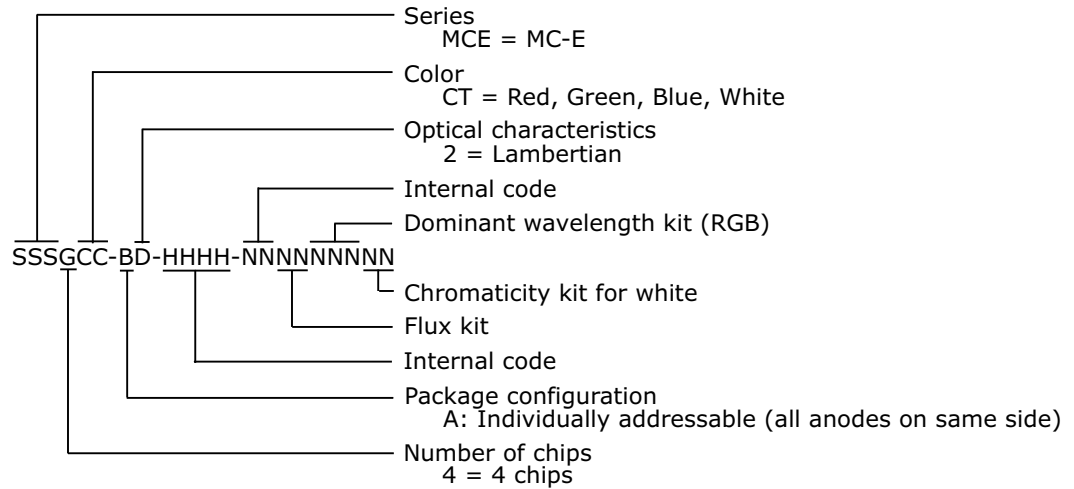 Series
MCE = MC-E
Color
CT = Red, Green, Blue, White
Optical characteristics
2 = Lambertian
Internal code
Dominant wavelength kit (RGB)
SSSGCC-BD-HHHH-NNNNNNNNN
Chromaticity kit for white
Flux kit
Internal code
Package configuration
A: Individually addressable (all anodes on same side)
Number of chips
4 = 4 chips